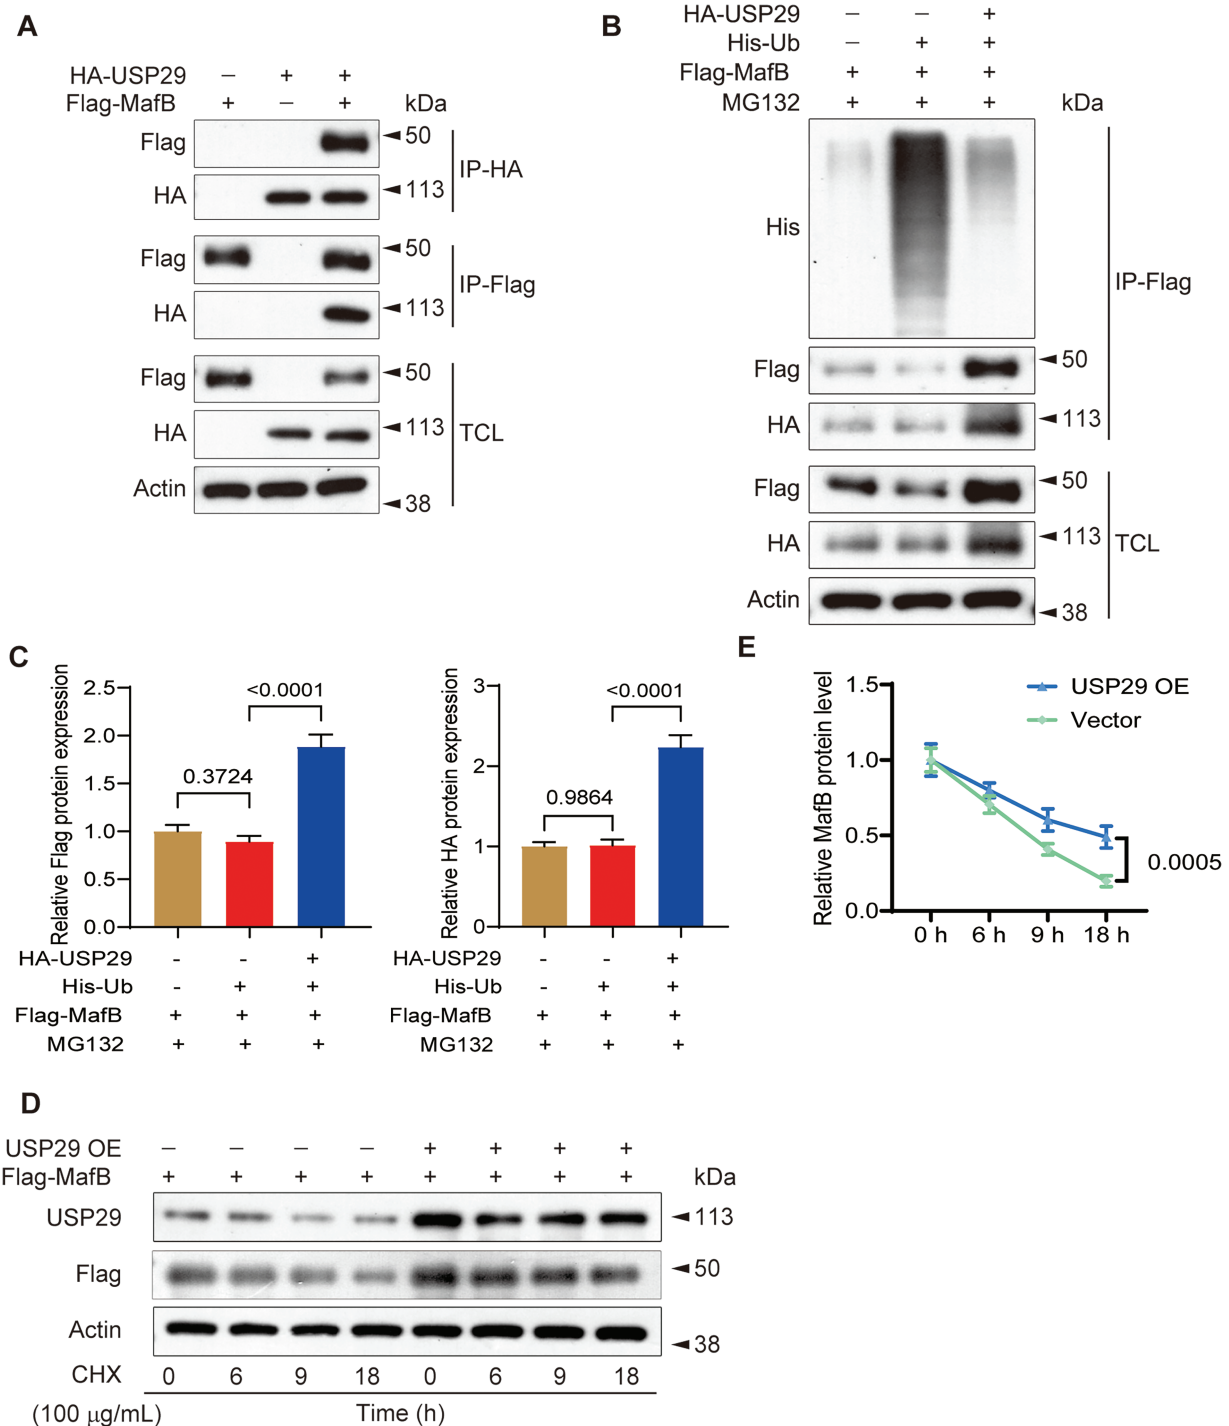 A
HA-USP29 – + +
Flag-MafB + – + kDa
Flag 50
IP-HA
HA 113
Flag 50
IP-Flag
HA 113
Flag 50
HA 113
TCL
Actin
38
B
HA-USP29 – – +
His-Ub – + +
Flag-MafB + + +
MG132 + + + kDa
His
IP-Flag
Flag 50
HA 113
Flag 50
HA 113
TCL
Actin
38
C
Relative Flag protein expression
2.5
2.0
1.5
1.0
0.5
0.0
<0.0001
0.3724
HA-USP29 - - +
His-Ub - + +
Flag-MafB + + +
MG132 + + +
Relative HA protein expression
3
2
1
0
<0.0001
0.9864
HA-USP29 - - +
His-Ub - + +
Flag-MafB + + +
MG132 + + +
E
Relative MafB protein level
1.5
1.0
0.5
0.0
USP29 OE
Vector
0.0005
0 h 6 h 9 h 18 h
D
USP29 OE – – – – + + + +
Flag-MafB + + + + + + + + kDa
USP29 113
Flag 50
Actin
38
CHX 0 6 9 18 0 6 9 18
(100 μg/mL) Time (h)